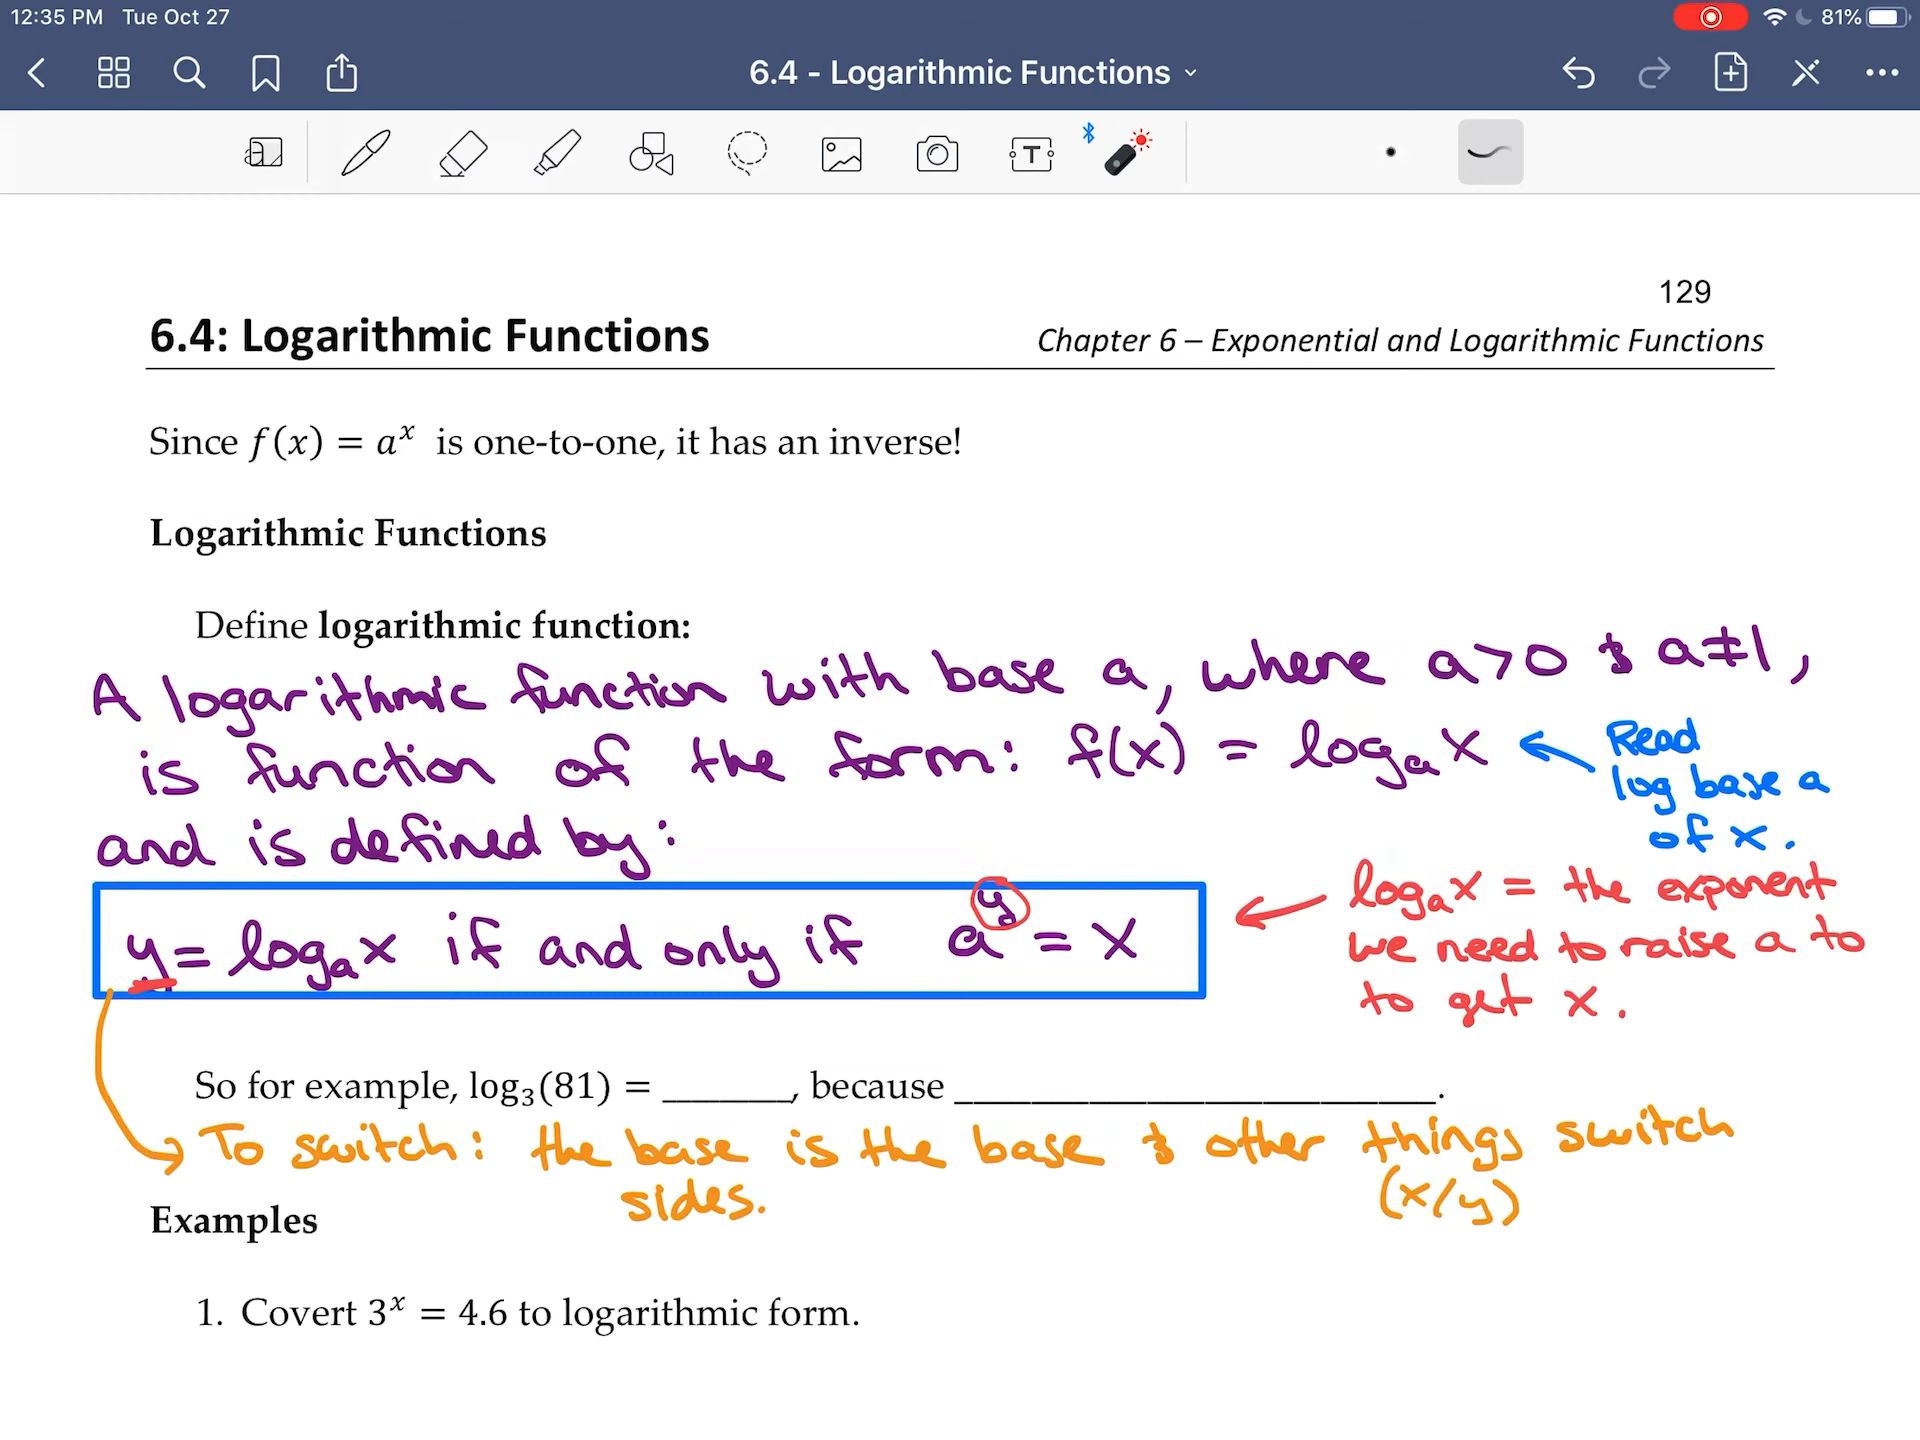 12:35 PM Tue Oct 27
81%
6.4 - Logarithmic Functions
129
6.4: Logarithmic Functions
Chapter 6 – Exponential and Logarithmic Functions
Since f(x) = aˣ is one-to-one, it has an inverse!
Logarithmic Functions
Define logarithmic function:
A logarithmic function with base a, where a>0 & a≠1,
is function of the form: f(x) = logₐx
Read
log base a
of x.
and is defined by:
y = logₐx if and only if aʸ = x
logₐx = the exponent
we need to raise a to
to get x.
So for example, log₃(81) = ______, because ______________________.
To switch: the base is the base & other things switch
sides.
(x/y)
Examples
1. Covert 3ˣ = 4.6 to logarithmic form.